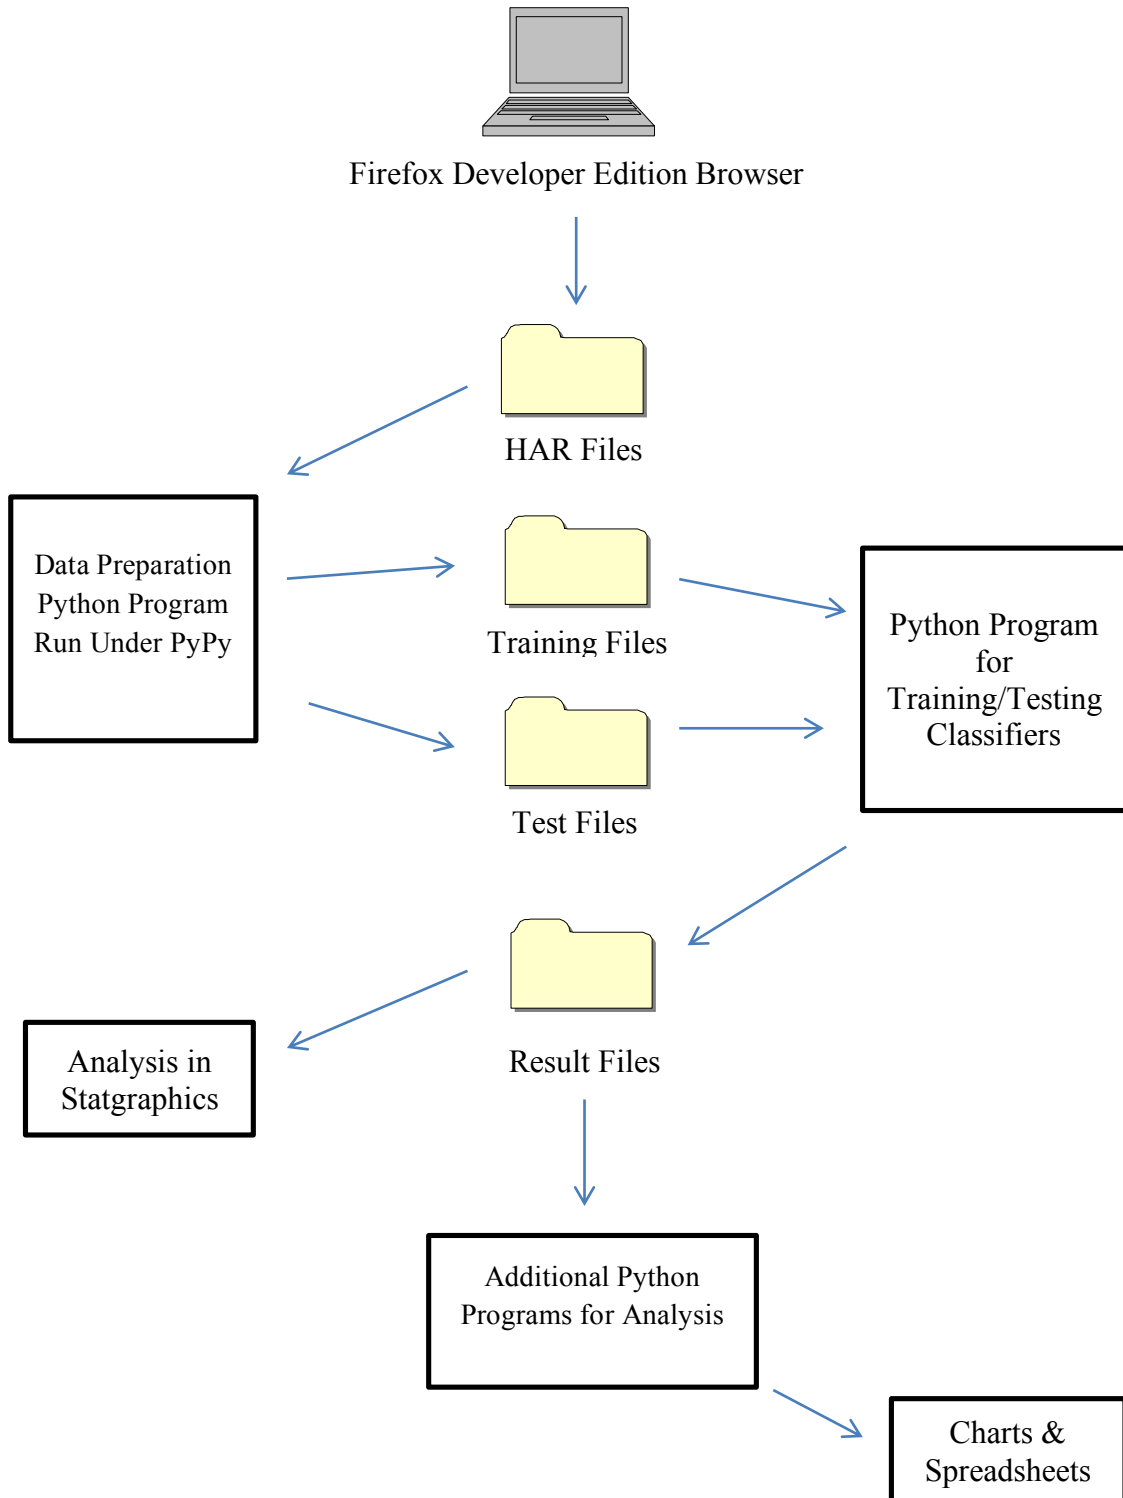 Firefox Developer Edition Browser
HAR Files
Data Preparation
Python Program
Run Under PyPy
Training Files
Python Program
for
Training/Testing
Classifiers
Test Files
Result Files
Analysis in
Statgraphics
Additional Python
Programs for Analysis
Charts &
Spreadsheets